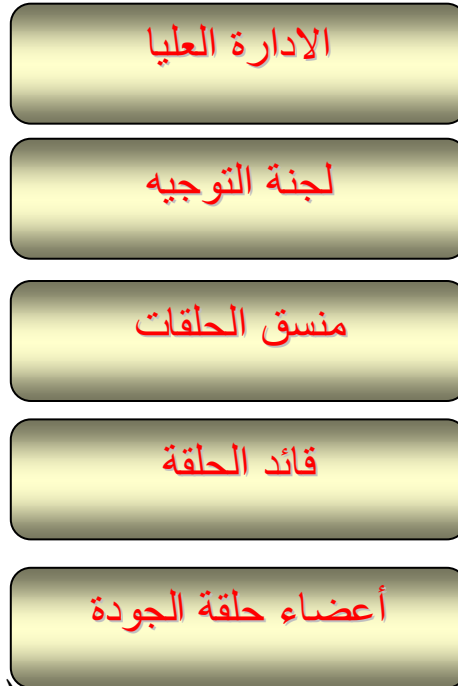 الادارة العليا
لجنة التوجيه
منسق الحلقات
قائد الحلقة
أعضاء حلقة الجودة